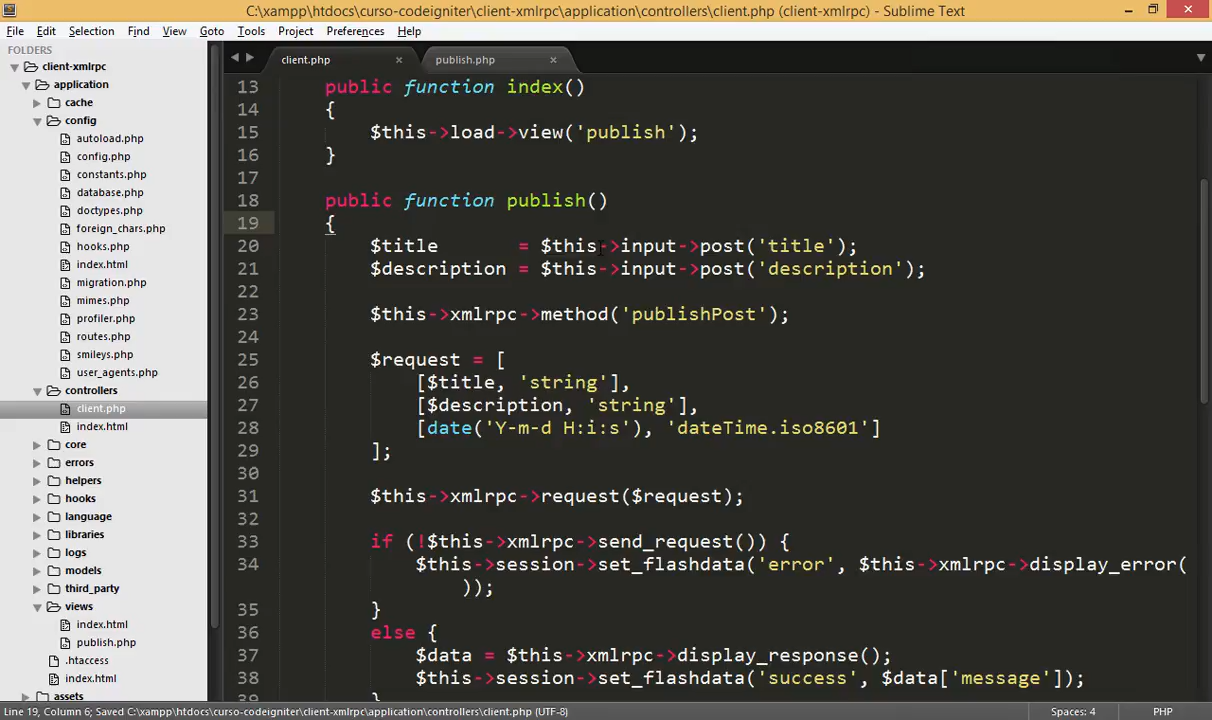 C:\xampp\htdocs\curso-codeigniter\client-xmlrpc\application\controllers\client.php (client-xmlrpc) - Sublime Text
File Edit Selection Find View Goto Tools Project Preferences Help
FOLDERS
client-xmlrpc
application
cache
config
autoload.php
config.php
constants.php
database.php
doctypes.php
foreign_chars.php
hooks.php
index.html
migration.php
mimes.php
profiler.php
routes.php
smileys.php
user_agents.php
controllers
client.php
index.html
core
errors
helpers
hooks
language
libraries
logs
models
third_party
views
index.html
publish.php
.htaccess
index.html
assets
client.php publish.php
13 public function index()
14 {
15 $this->load->view('publish');
16 }
17
18 public function publish()
19 {
20 $title = $this->input->post('title');
21 $description = $this->input->post('description');
22
23 $this->xmlrpc->method('publishPost');
24
25 $request = [
26 [$title, 'string'],
27 [$description, 'string'],
28 [date('Y-m-d H:i:s'), 'dateTime.iso8601']
29 ];
30
31 $this->xmlrpc->request($request);
32
33 if (!$this->xmlrpc->send_request()) {
34 $this->session->set_flashdata('error', $this->xmlrpc->display_error(
));
35 }
36 else {
37 $data = $this->xmlrpc->display_response();
38 $this->session->set_flashdata('success', $data['message']);
39 }
Line 19, Column 6; Saved C:\xampp\htdocs\curso-codeigniter\client-xmlrpc\application\controllers\client.php (UTF-8) Spaces: 4 PHP